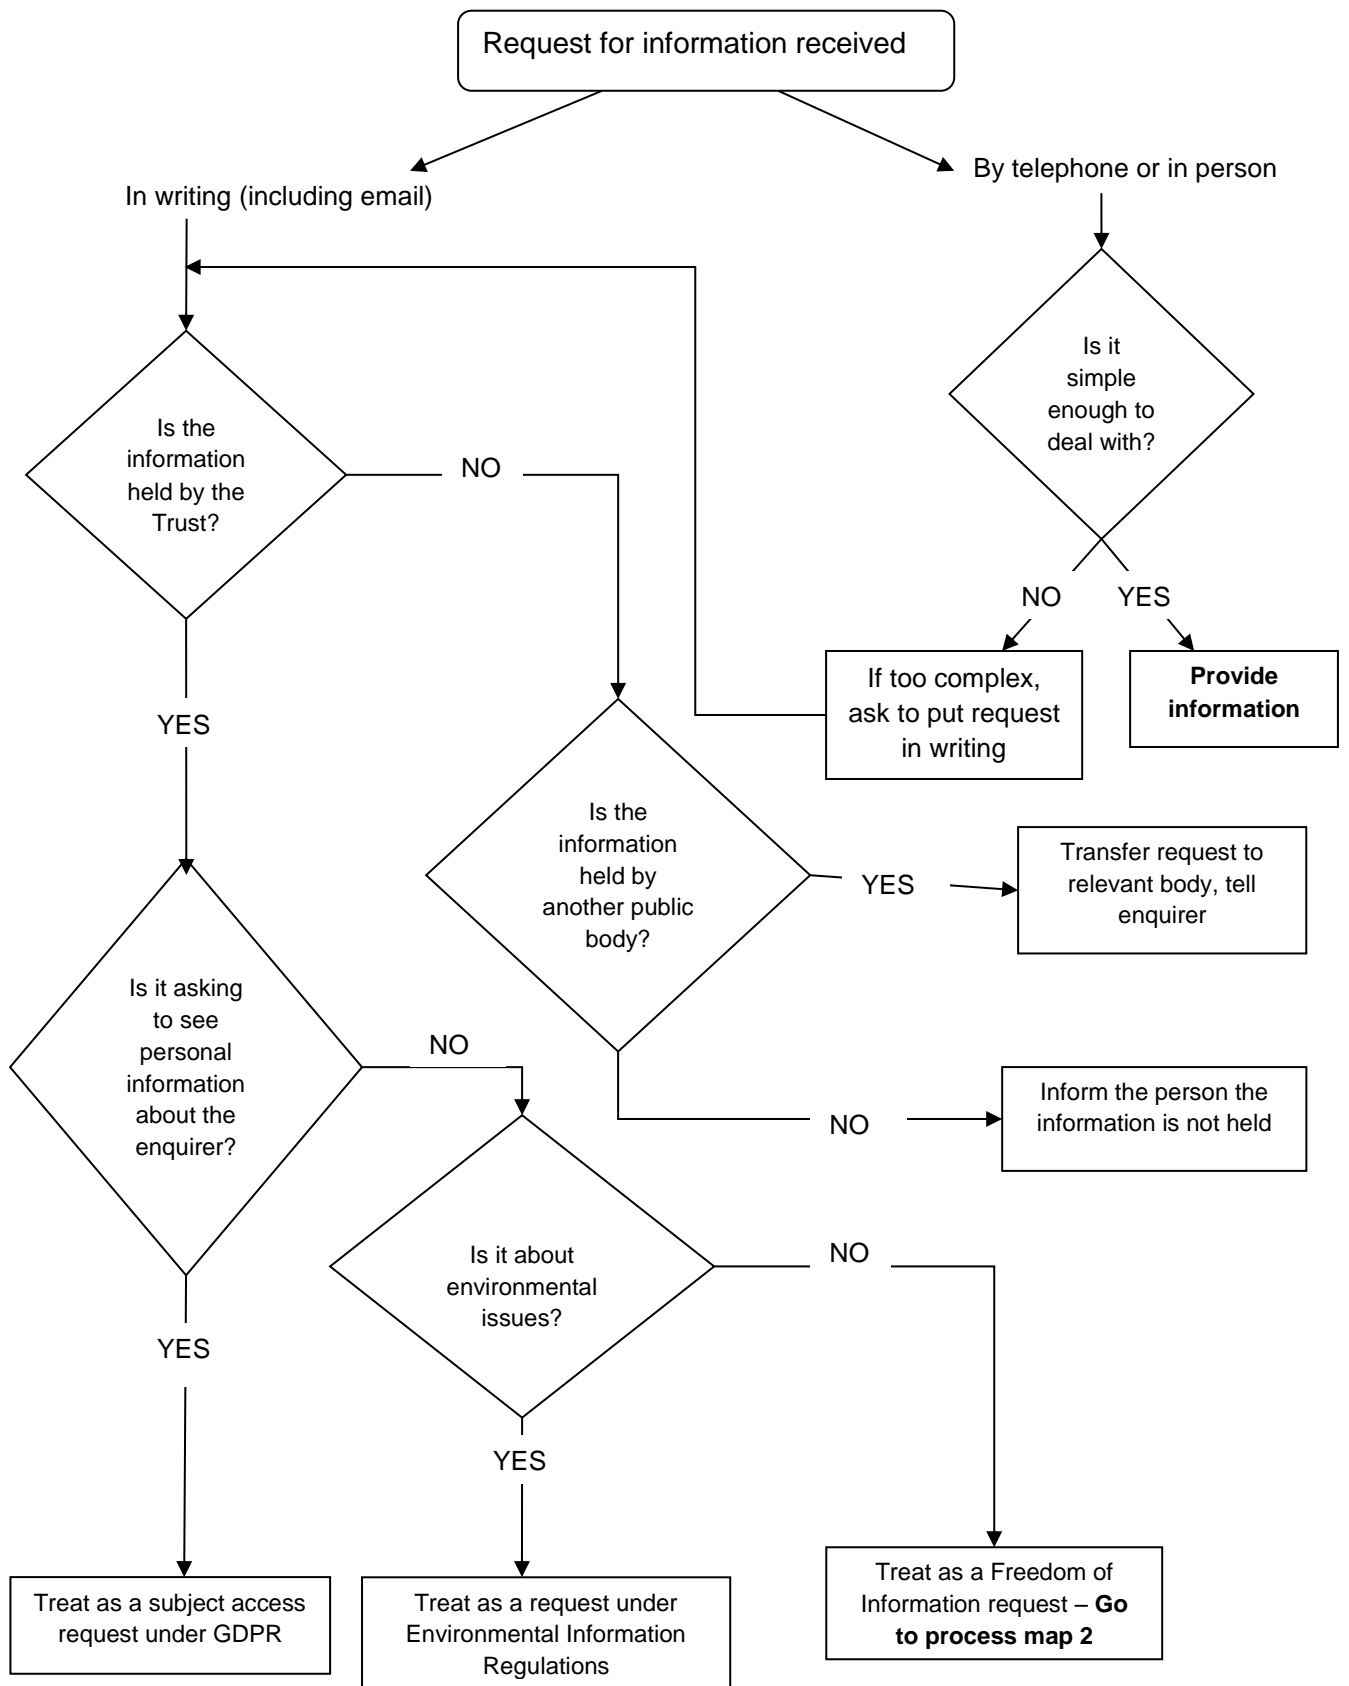 Request for information received
By telephone or in person
In writing (including email)
Is it
simple
enough to
deal with?
Is the
information
held by the
Trust?
NO
NO
YES
If too complex,
ask to put request
in writing
Provide
information
YES
Is the
information
held by
another public
body?
YES
Transfer request to
relevant body, tell
enquirer
Is it asking
to see
personal
information
about the
enquirer?
NO
NO
Inform the person the
information is not held
Is it about
environmental
issues?
NO
YES
YES
Treat as a subject access
request under GDPR
Treat as a request under
Environmental Information
Regulations
Treat as a Freedom of
Information request – Go
to process map 2